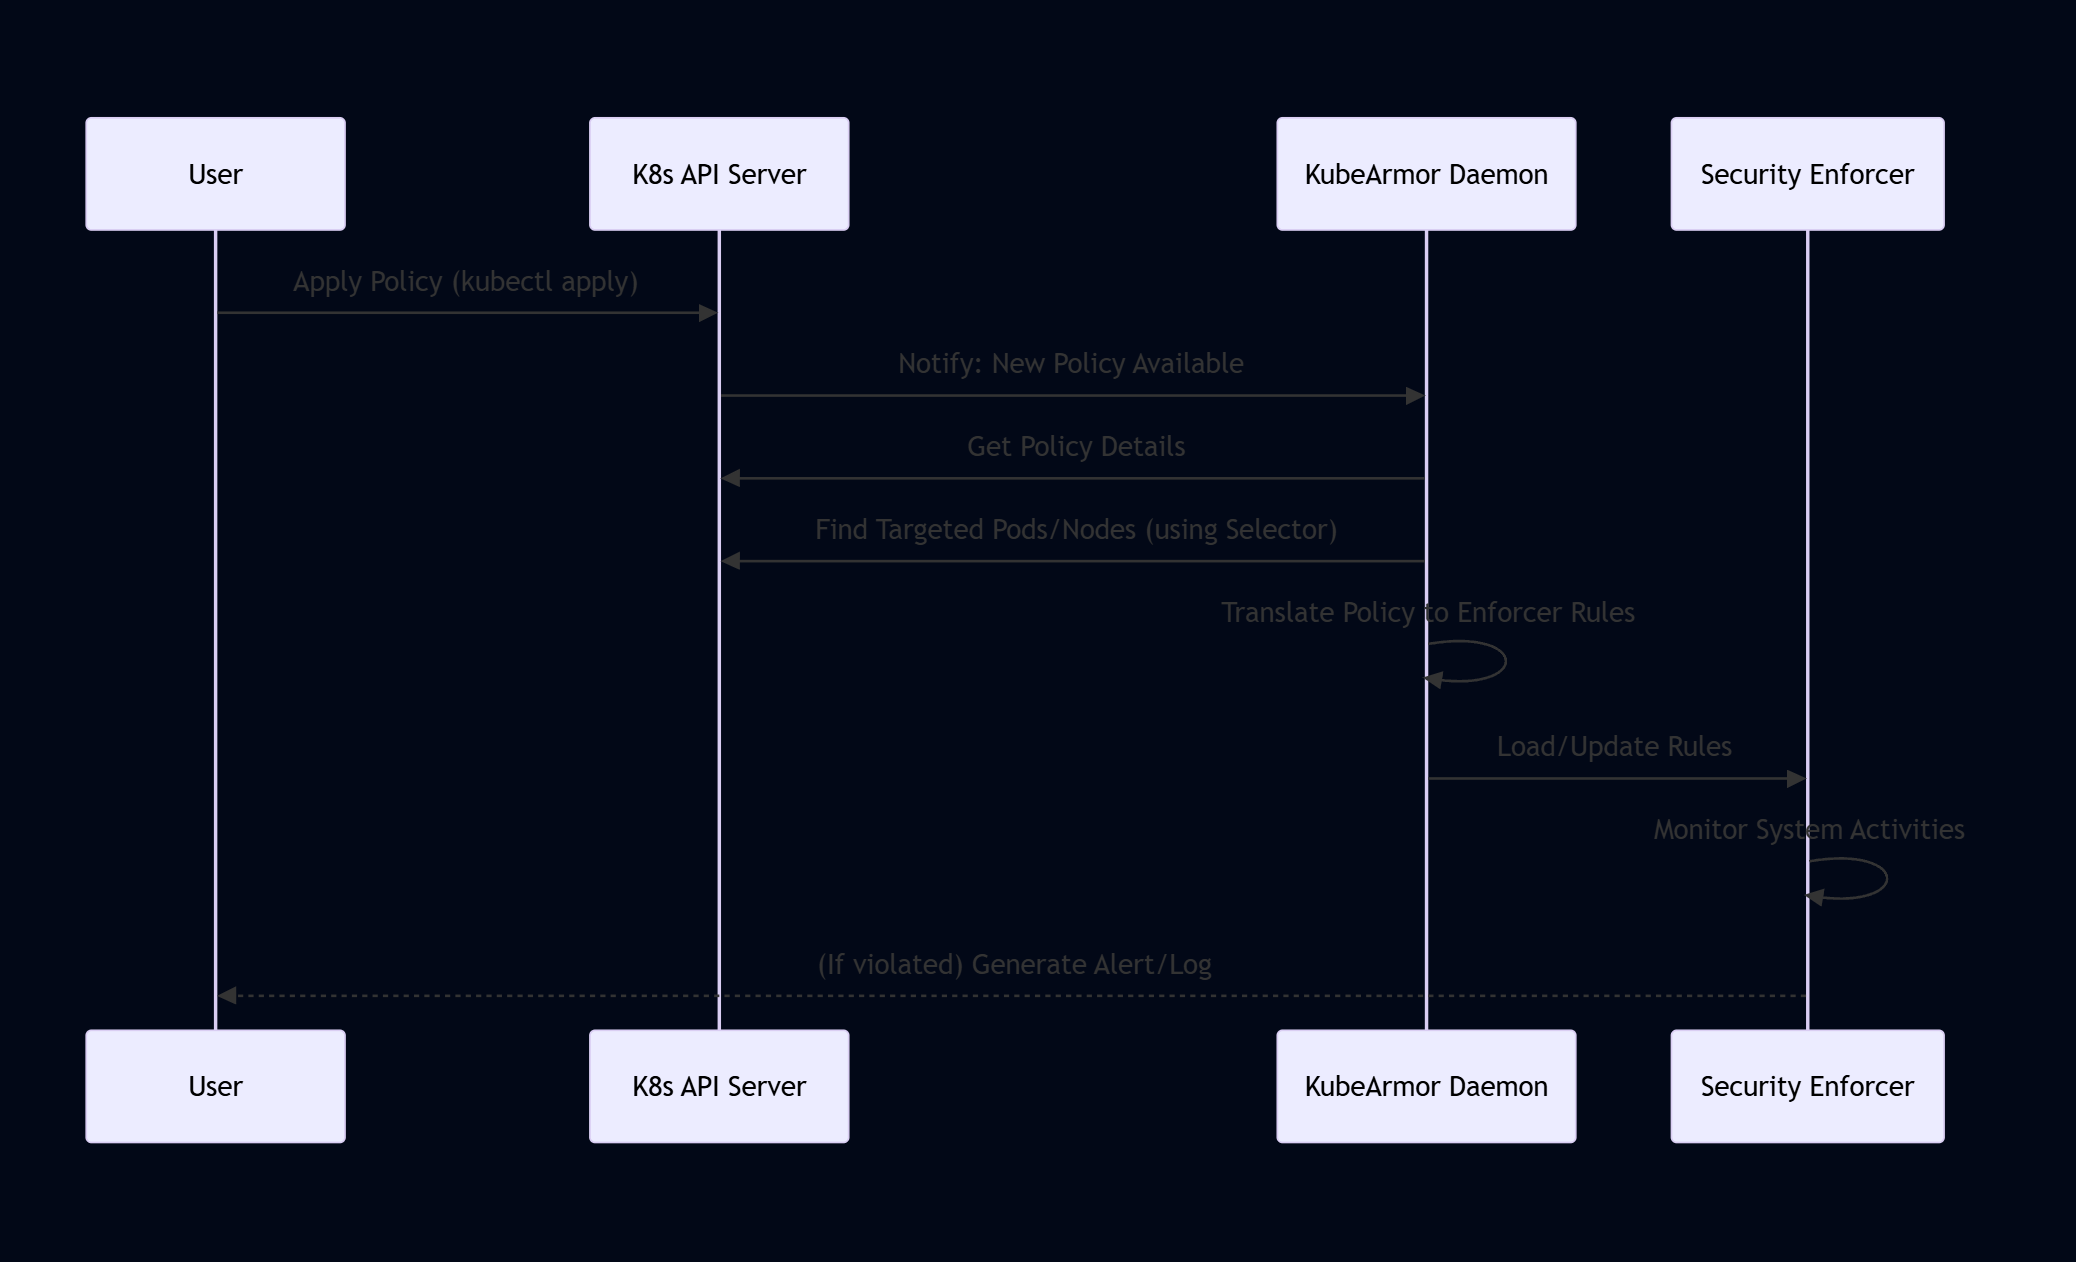 User
K8s API Server
KubeArmor Daemon
Security Enforcer
Apply Policy (kubectl apply)
Notify: New Policy Available
Get Policy Details
Find Targeted Pods/Nodes (using Selector)
Translate Policy to Enforcer Rules
Load/Update Rules
Monitor System Activities
(If violated) Generate Alert/Log
User
K8s API Server
KubeArmor Daemon
Security Enforcer